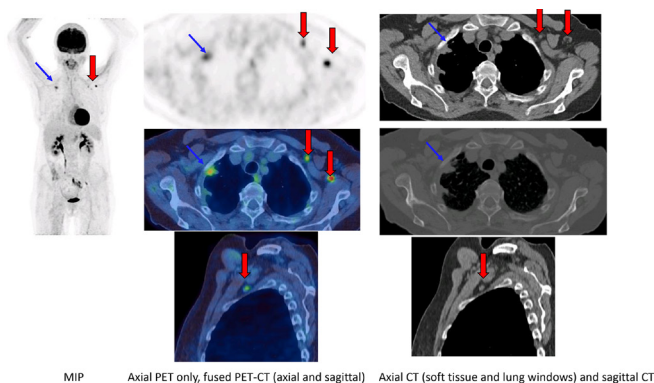 MIP
Axial PET only, fused PET-CT (axial and sagittal)
Axial CT (soft tissue and lung windows) and sagittal CT